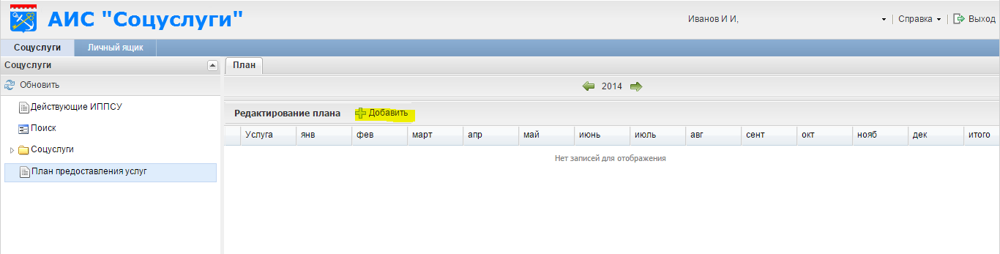 АИС "Соцуслуги"
Иванов И И,
Справка
Выход
Соцуслуги
Личный ящик
Соцуслуги
Обновить
Действующие ИППСУ
Поиск
Соцуслуги
План предоставления услуг
План
2014
Редактирование плана Добавить
Услуга янв фев март апр май июнь июль авг сент окт нояб дек итого
Нет записей для отображения